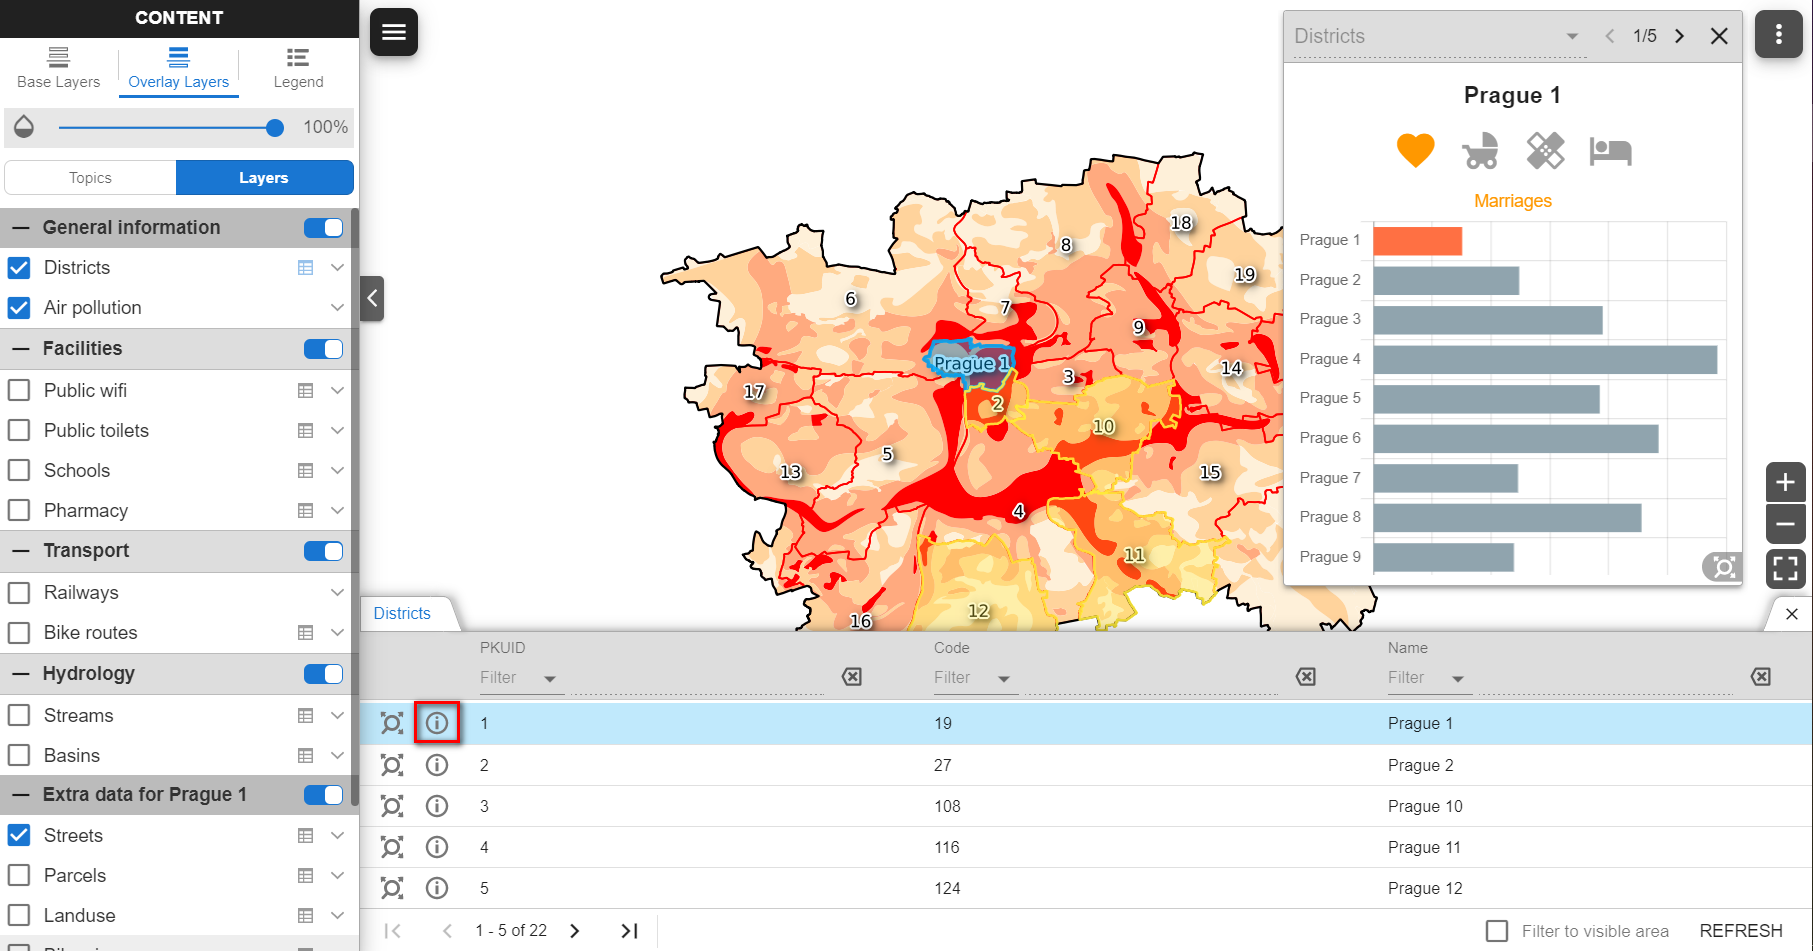 CONTENT
Base Layers
Overlay Layers
Legend
100%
Topics
Layers
General information
Districts
Air pollution
Facilities
Public wifi
Public toilets
Schools
Pharmacy
Transport
Railways
Bike routes
Hydrology
Streams
Basins
Extra data for Prague 1
Streets
Parcels
Landuse
18
8
19
6
7
9
Prague 1
14
3
17
2
10
5
13
15
4
11
12
16
Districts
1/5
Prague 1
Marriages
Prague 1
Prague 2
Prague 3
Prague 4
Prague 5
Prague 6
Prague 7
Prague 8
Prague 9
Districts
PKUID Code Name
Filter Filter Filter
1 19 Prague 1
2 27 Prague 2
3 108 Prague 10
4 116 Prague 11
5 124 Prague 12
1 - 5 of 22
Filter to visible area
REFRESH